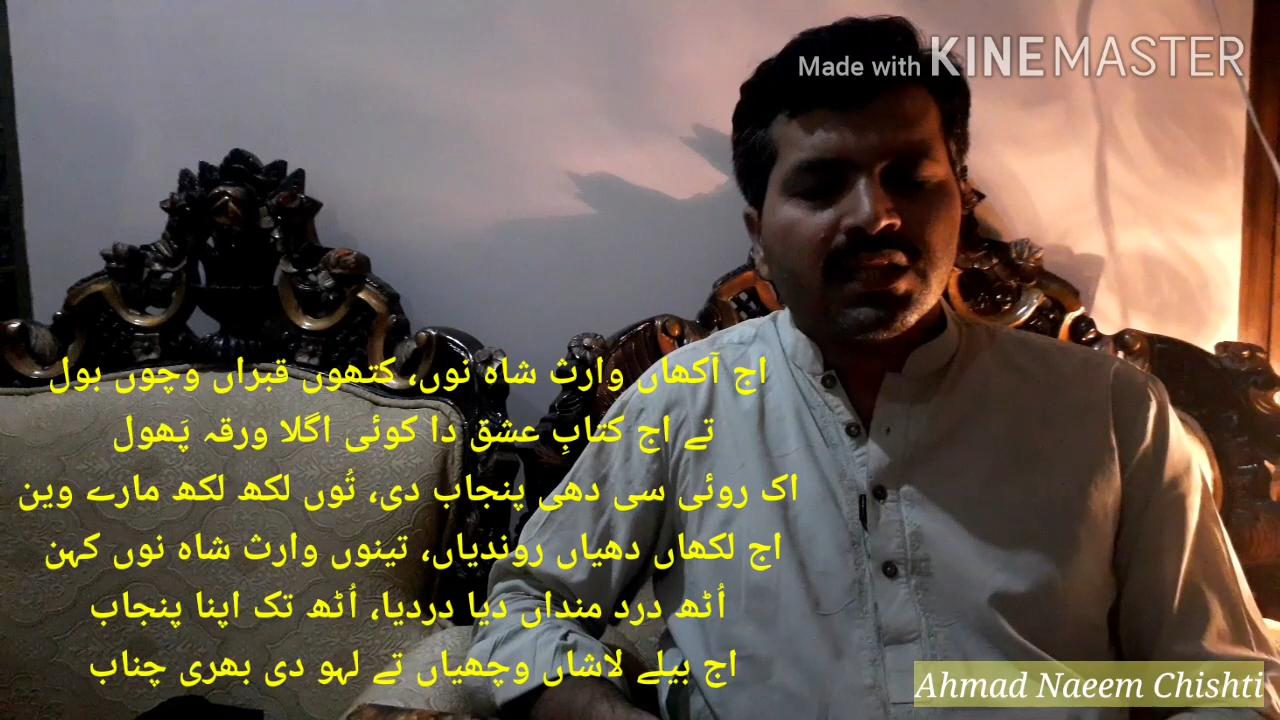 Made with KINEMASTER
اج آکھاں وارث شاہ نوں، کتھوں قبراں وچوں بول
تے اج کتابِ عشق دا کوئی اگلا ورقہ پَھول
اک روئی سی دھی پنجاب دی، تُوں لکھ لکھ مارے وین
اج لکھاں دھیاں روندیاں، تینوں وارث شاہ نوں کہن
اُٹھ درد منداں دیا دردیا، اُٹھ تک اپنا پنجاب
اج بیلے لاشاں وچھیاں تے لہو دی بھری چناب
Ahmad Naeem Chishti